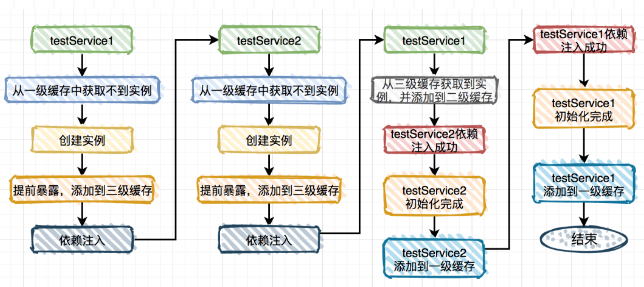 testService1
从一级缓存中获取不到实例
创建实例
提前暴露，添加到三级缓存
依赖注入
testService2
从一级缓存中获取不到实例
创建实例
提前暴露，添加到三级缓存
依赖注入
testService1
从三级缓存获取到实
例，并添加到二级缓存
testService2依赖
注入成功
testService2
初始化完成
testService2
添加到一级缓存
testService1依赖
注入成功
testService1
初始化完成
testService1
添加到一级缓存
结束